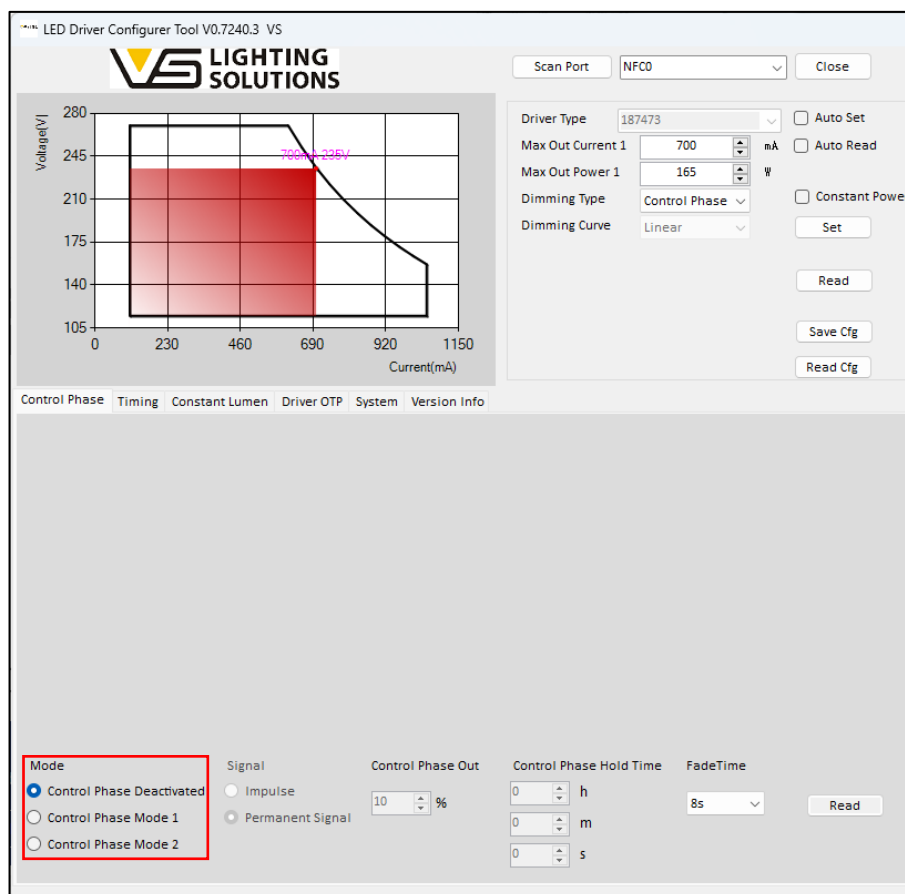 LED Driver Configurer Tool V0.7240.3 VS
VS LIGHTING
SOLUTIONS
Scan Port
NFC0
Close
Voltage(V)
280
245
210
175
140
105
700mA 235V
0
230
460
690
920
1150
Current(mA)
Driver Type
187473
Auto Set
Max Out Current 1
700
mA
Auto Read
Max Out Power 1
165
W
Dimming Type
Control Phase
Constant Powe
Dimming Curve
Linear
Set
Read
Save Cfg
Read Cfg
Control Phase
Timing
Constant Lumen
Driver OTP
System
Version Info
Mode
Control Phase Deactivated
Control Phase Mode 1
Control Phase Mode 2
Signal
Impulse
Permanent Signal
Control Phase Out
10
%
Control Phase Hold Time
0
h
0
m
0
s
FadeTime
8s
Read